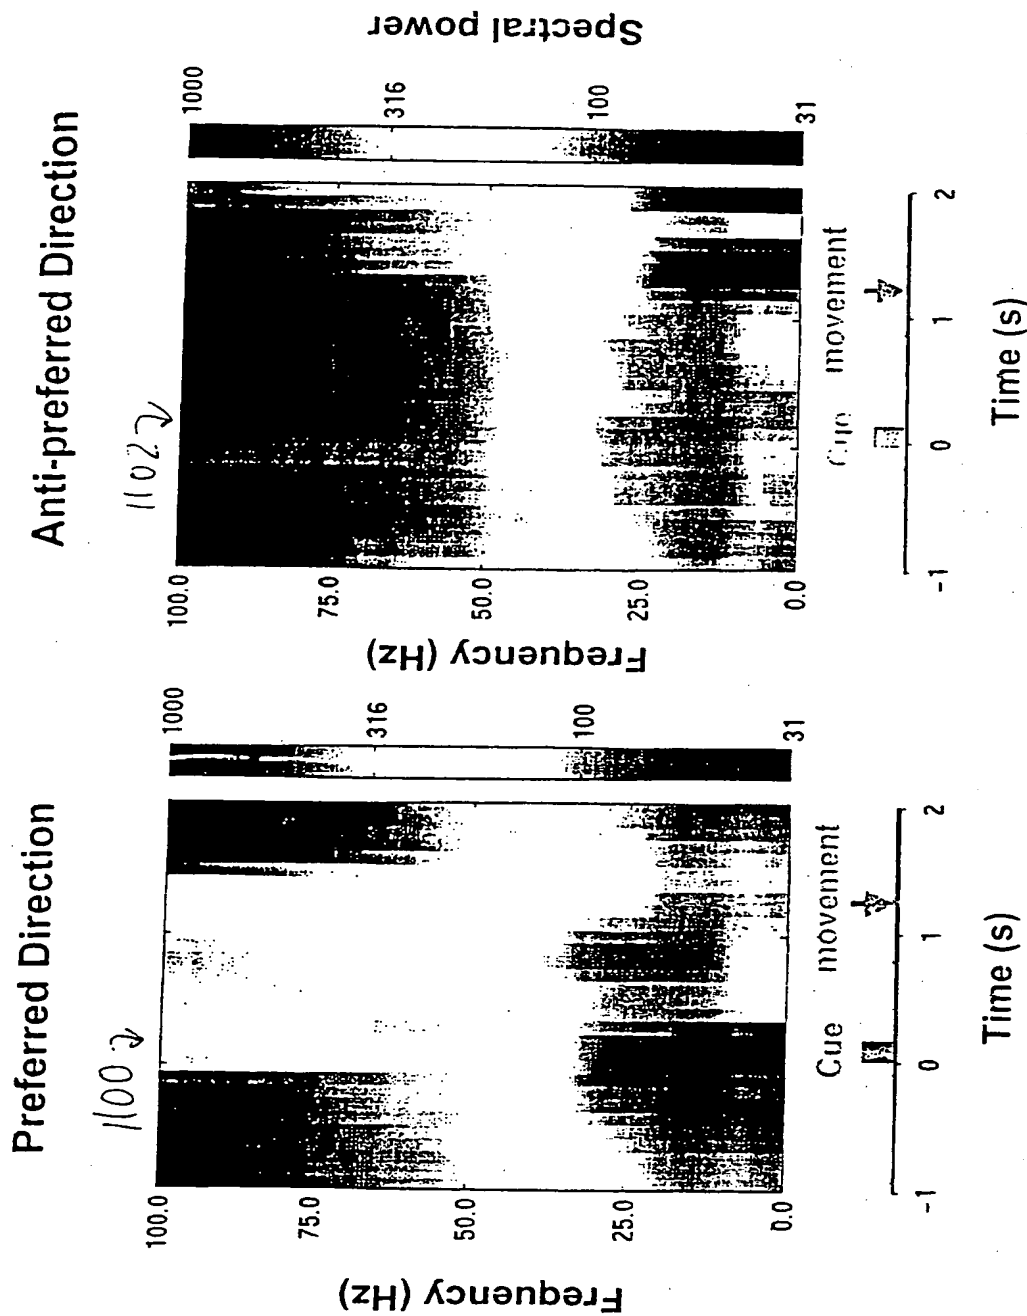 Preferred Direction
1100
Frequency (Hz)
100.0
75.0
50.0
25.0
0.0
1000
316
100
31
Cue
movement
-1
0
1
2
Time (s)
Anti-preferred Direction
1102
Frequency (Hz)
100.0
75.0
50.0
25.0
0.0
1000
316
100
31
Spectral power
Cue
movement
-1
0
1
2
Time (s)